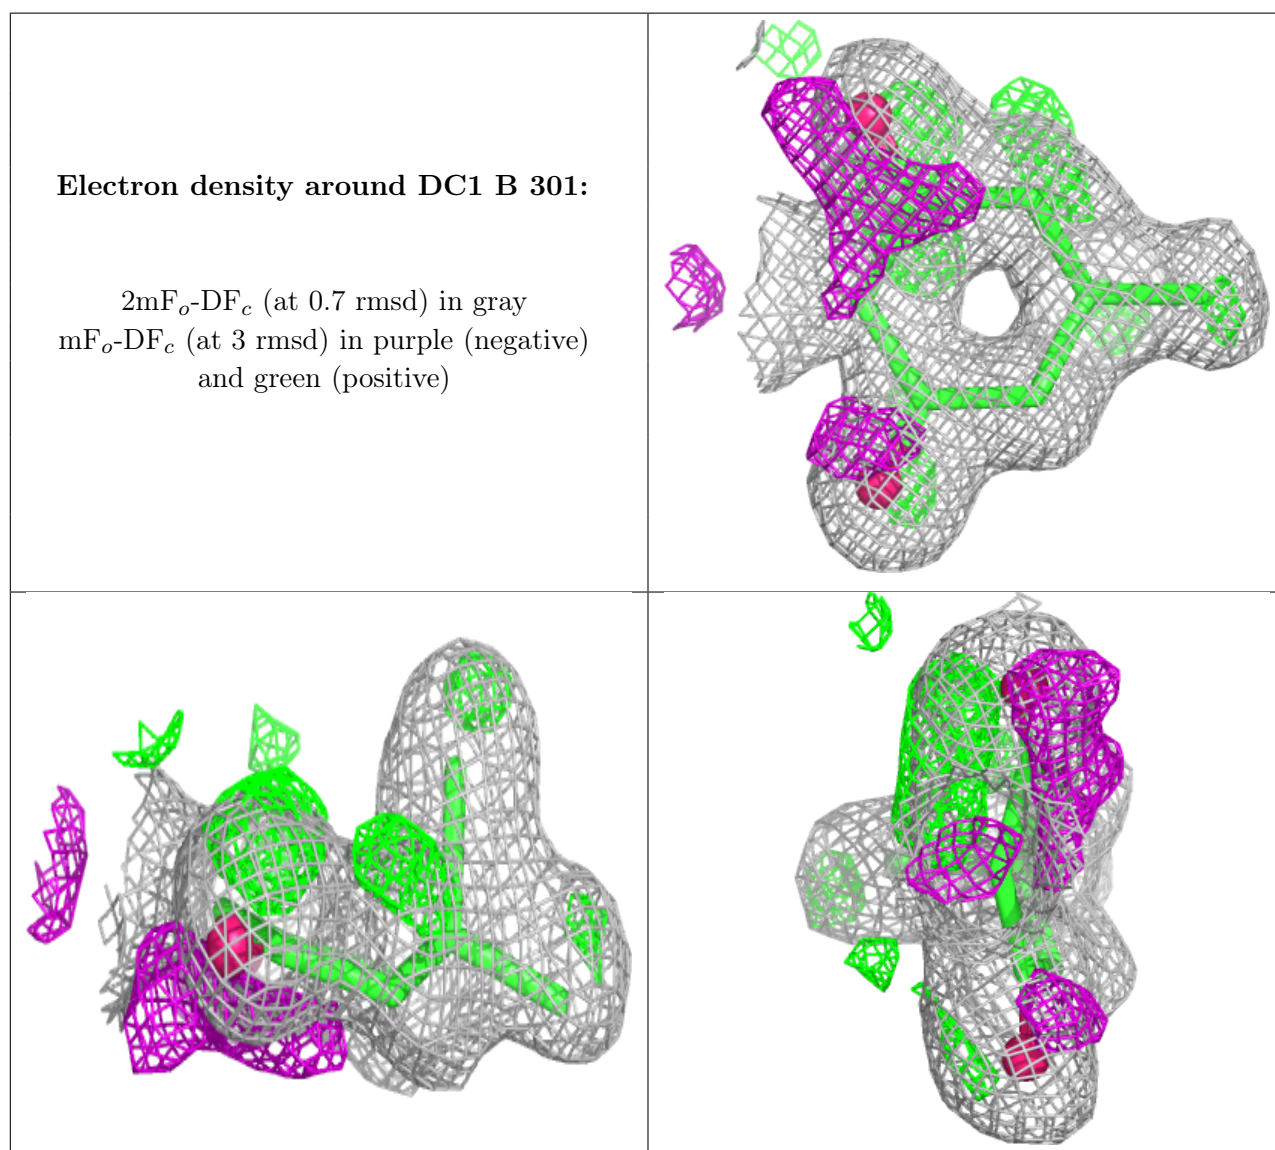 Electron density around DC1 B 301:
2mFo-DFc (at 0.7 rmsd) in gray
mFo-DFc (at 3 rmsd) in purple (negative)
and green (positive)